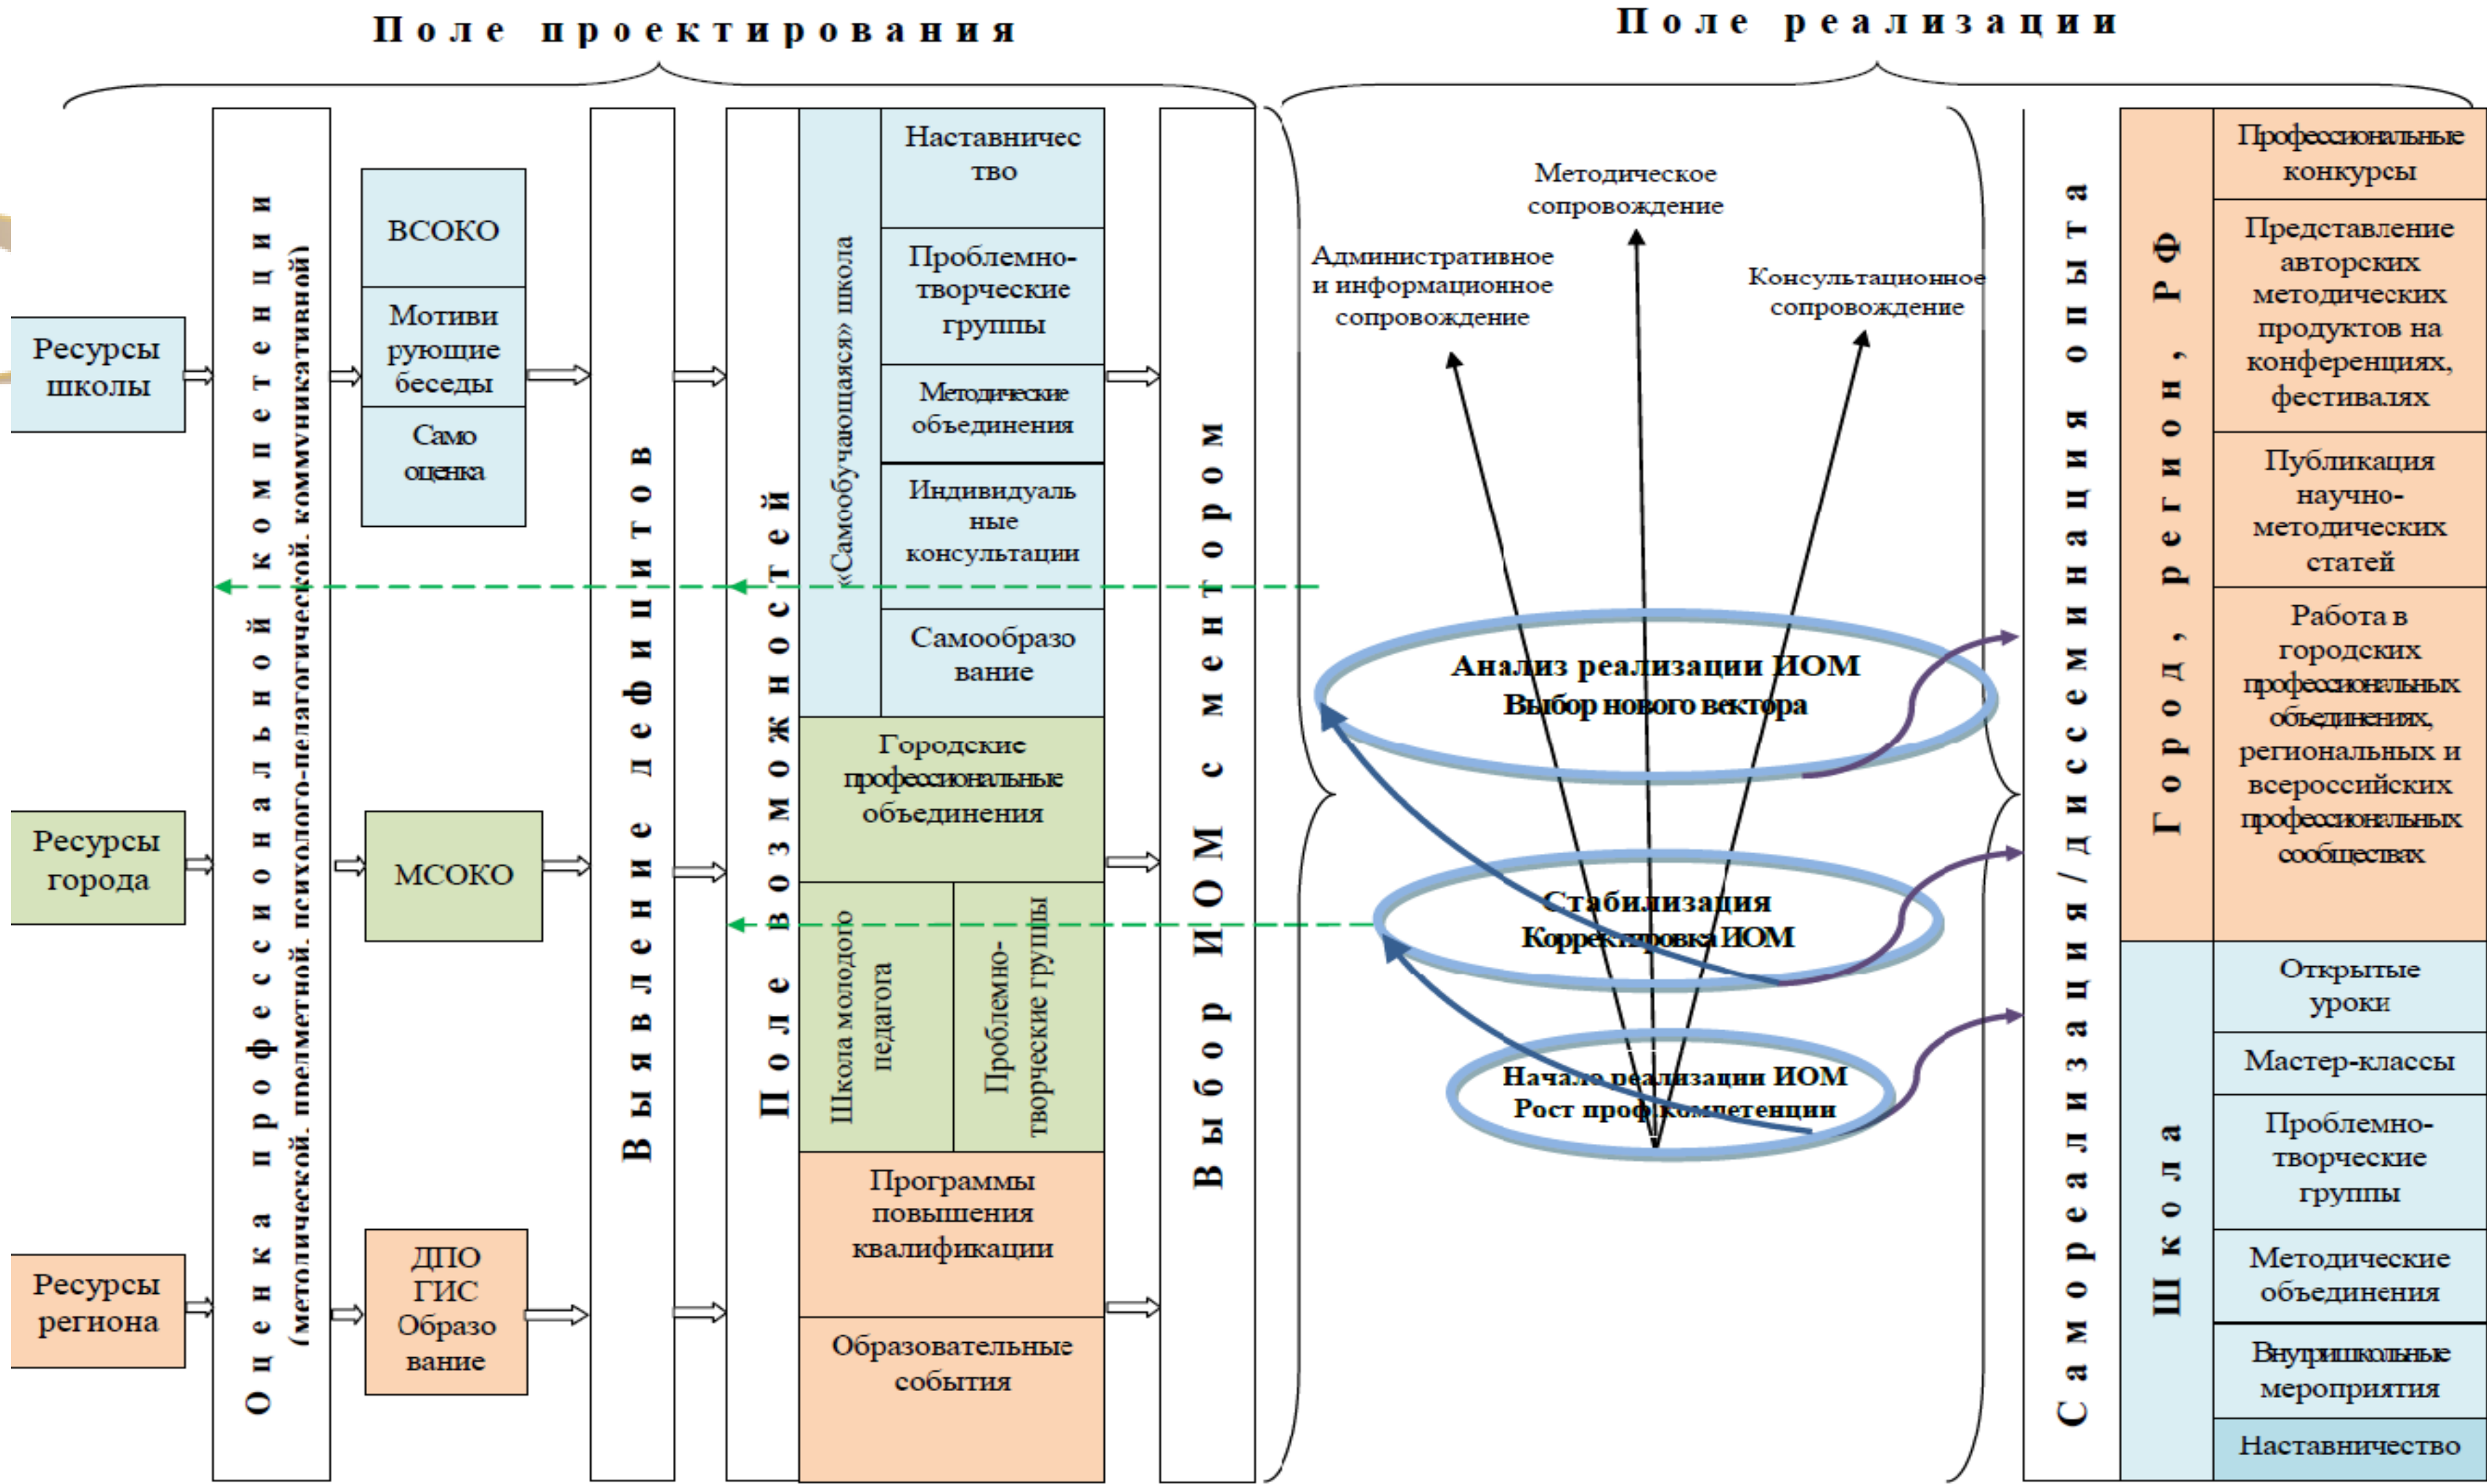 Поле проектирования
Поле реализации
Ресурсы
школы
Ресурсы
города
Ресурсы
региона
Оценка профессиональной компетенции
(методической, предметной, психолого-педагогической, коммуникативной)
ВСОКО
Мотиви
рующие
беседы
Само
оценка
МСОКО
ДПО
ГИС
Образо
вание
Выявление дефицитов
Поле возможностей
«Самообучающаяся» школа
Наставничес
тво
Проблемно-
творческие
группы
Методические
объединения
Индивидуаль
ные
консультации
Самообразо
вание
Городские
профессиональные
объединения
Школа молодого
педагога
Проблемно-
творческие группы
Программы
повышения
квалификации
Образовательные
события
Выбор ИОМ с ментором
Административное
и информационное
сопровождение
Методическое
сопровождение
Консультационное
сопровождение
Анализ реализации ИОМ
Выбор нового вектора
Стабилизация
Корректировка ИОМ
Начало реализации ИОМ
Рост проф.компетенции
Самореализация/диссеминация опыта
Город, регион, РФ
Профессиональные
конкурсы
Представление
авторских
методических
продуктов на
конференциях,
фестивалях
Публикация
научно-
методических
статей
Работа в
городских
профессиональных
объединениях,
региональных и
всероссийских
профессиональных
сообществах
Школа
Открытые
уроки
Мастер-классы
Проблемно-
творческие
группы
Методические
объединения
Внутришкольные
мероприятия
Наставничество